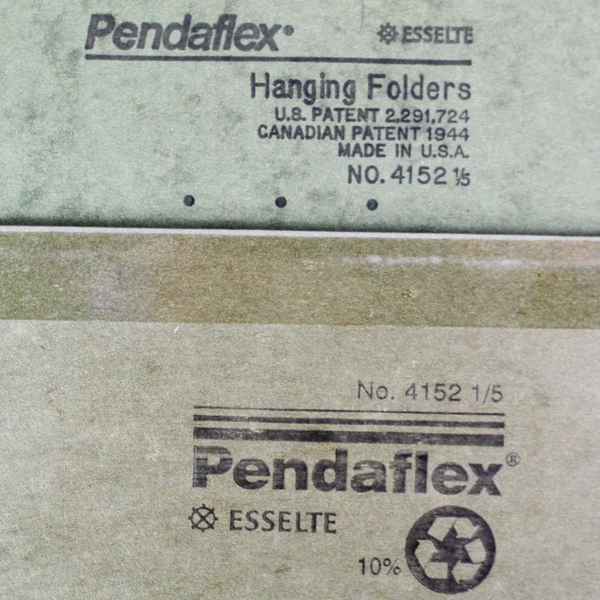 Pendaflex® ESSELTE
Hanging Folders
U.S. PATENT 2,291,724
CANADIAN PATENT 1944
MADE IN U.S.A.
NO. 4152 1/5
No. 4152 1/5
Pendaflex®
ESSELTE
10%